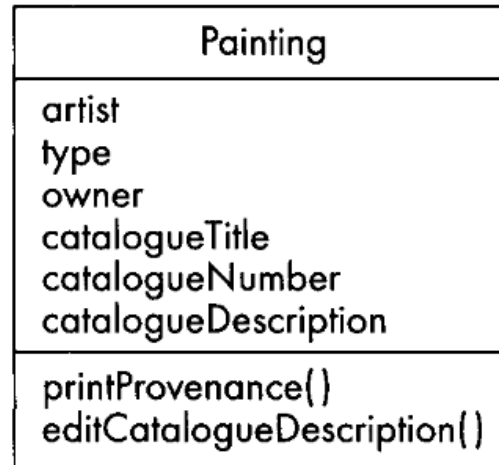 Painting
artist
type
owner
catalogueTitle
catalogueNumber
catalogueDescription
printProvenance()
editCatalogueDescription()